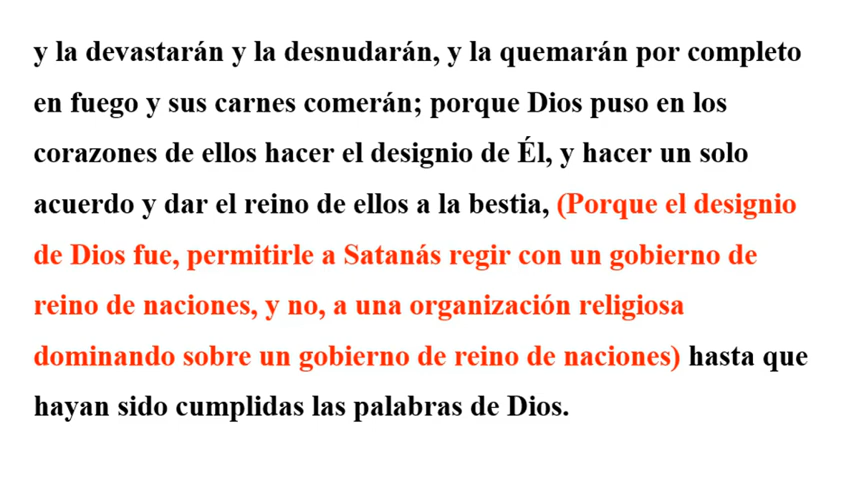 y la devastarán y la desnudarán, y la quemarán por completo
en fuego y sus carnes comerán; porque Dios puso en los
corazones de ellos hacer el designio de Él, y hacer un solo
acuerdo y dar el reino de ellos a la bestia, (Porque el designio
de Dios fue, permitirle a Satanás regir con un gobierno de
reino de naciones, y no, a una organización religiosa
dominando sobre un gobierno de reino de naciones) hasta que
hayan sido cumplidas las palabras de Dios.